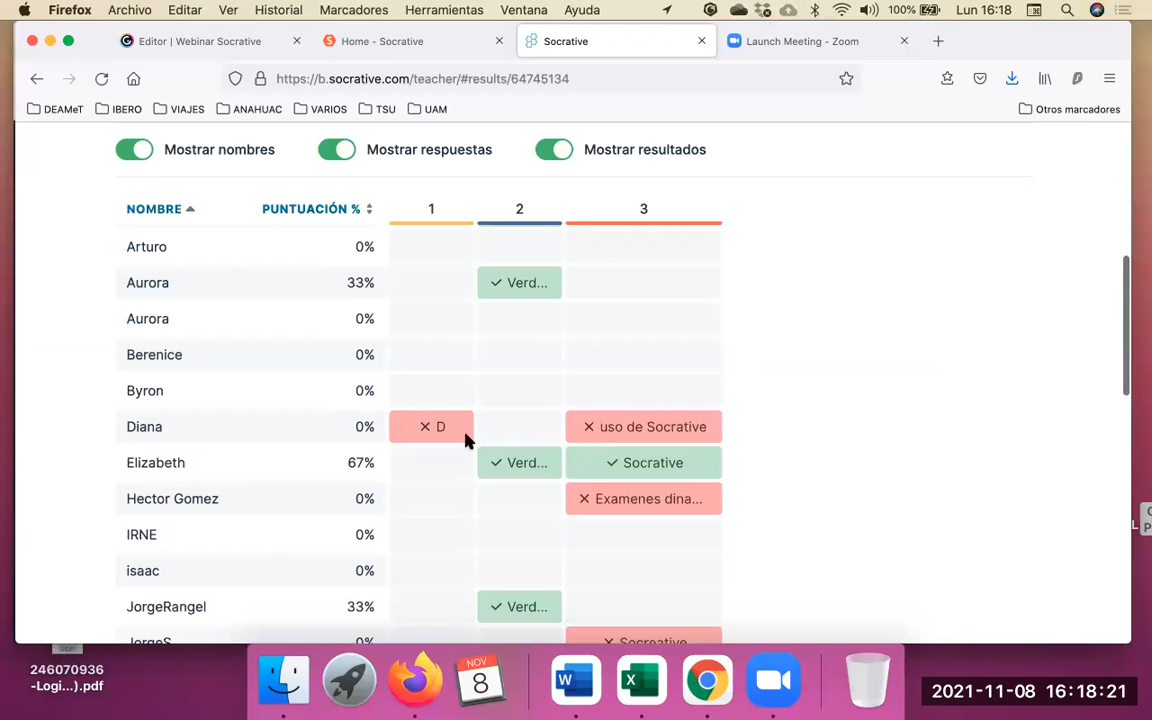 Firefox Archivo Editar Ver Historial Marcadores Herramientas Ventana Ayuda 100% Lun 16:18
Editor | Webinar Socrative Home - Socrative Socrative Launch Meeting - Zoom
https://b.socrative.com/teacher/#results/64745134
DEAMeT IBERO VIAJES ANAHUAC VARIOS TSU UAM Otros marcadores
Mostrar nombres Mostrar respuestas Mostrar resultados
NOMBRE PUNTUACIÓN % 1 2 3
Arturo 0%
Aurora 33% Verd...
Aurora 0%
Berenice 0%
Byron 0%
Diana 0% D uso de Socrative
Elizabeth 67% Verd... Socrative
Hector Gomez 0% Examenes dina...
IRNE 0%
isaac 0%
JorgeRangel 33% Verd...
JorgeS 0% Socreative
246070936
-Logi...).pdf
NOV
8
2021-11-08 16:18:21